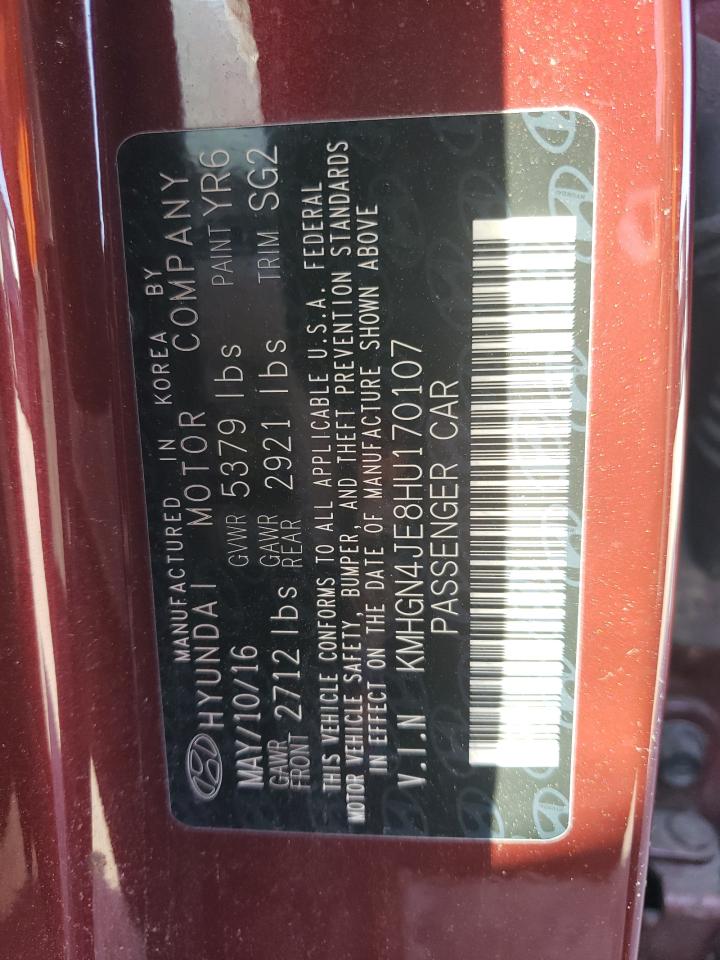 MANUFACTURED IN KOREA BY
HYUNDAI MOTOR COMPANY
MAY/10/16 GVWR 5379 lbs PAINT YR6
GAWR FRONT 2712 lbs GAWR REAR 2921 lbs TRIM SG2
THIS VEHICLE CONFORMS TO ALL APPLICABLE U.S.A. FEDERAL
MOTOR VEHICLE SAFETY, BUMPER, AND THEFT PREVENTION STANDARDS
IN EFFECT ON THE DATE OF MANUFACTURE SHOWN ABOVE
V.I.N KMHGN4JE8HU170107
PASSENGER CAR